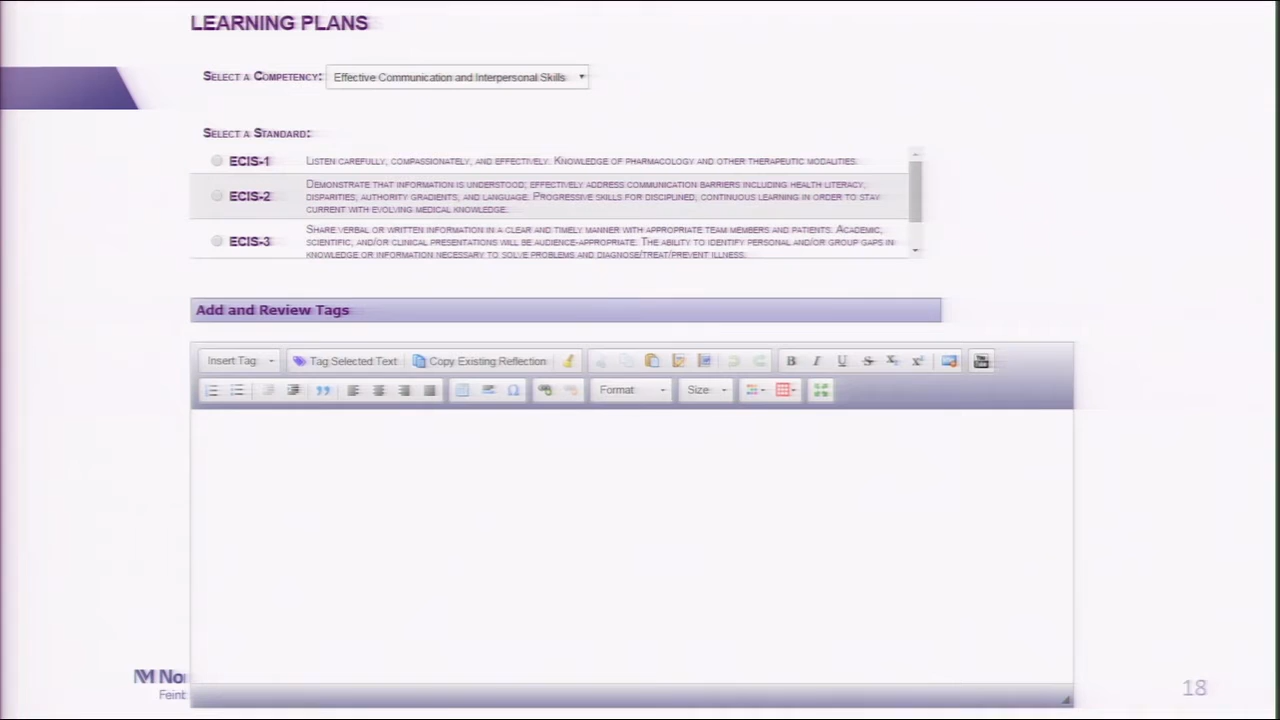 LEARNING PLANS
SELECT A COMPETENCY: Effective Communication and Interpersonal Skills
SELECT A STANDARD:
ECIS-1 LISTEN CAREFULLY, COMPASSIONATELY, AND EFFECTIVELY. KNOWLEDGE OF PHARMACOLOGY AND OTHER THERAPEUTIC MODALITIES.
DEMONSTRATE THAT INFORMATION IS UNDERSTOOD; EFFECTIVELY ADDRESS COMMUNICATION BARRIERS INCLUDING HEALTH LITERACY,
ECIS-2 DISPARITIES, AUTHORITY GRADIENTS, AND LANGUAGE. PROGRESSIVE SKILLS FOR DISCIPLINED, CONTINUOUS LEARNING IN ORDER TO STAY
CURRENT WITH EVOLVING MEDICAL KNOWLEDGE.
SHARE VERBAL OR WRITTEN INFORMATION IN A CLEAR AND TIMELY MANNER WITH APPROPRIATE TEAM MEMBERS AND PATIENTS. ACADEMIC,
ECIS-3 SCIENTIFIC, AND/OR CLINICAL PRESENTATIONS WILL BE AUDIENCE-APPROPRIATE. THE ABILITY TO IDENTIFY PERSONAL AND/OR GROUP GAPS IN
KNOWLEDGE OR INFORMATION NECESSARY TO SOLVE PROBLEMS AND DIAGNOSE/TREAT/PREVENT ILLNESS.
Add and Review Tags
Insert Tag Tag Selected Text Copy Existing Reflection B I U S x₂ x²
Format Size
M Nor
Feinb
18